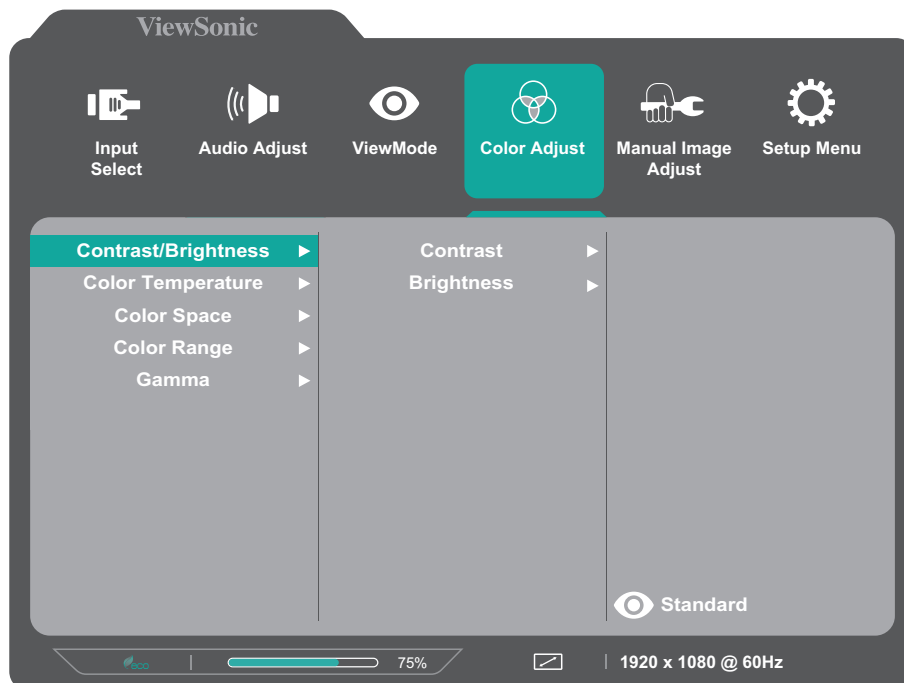 ViewSonic
Input
Select
Audio Adjust
ViewMode
Color Adjust
Manual Image
Adjust
Setup Menu
Contrast/Brightness
Color Temperature
Color Space
Color Range
Gamma
Contrast
Brightness
Standard
eco
75%
1920 x 1080 @ 60Hz